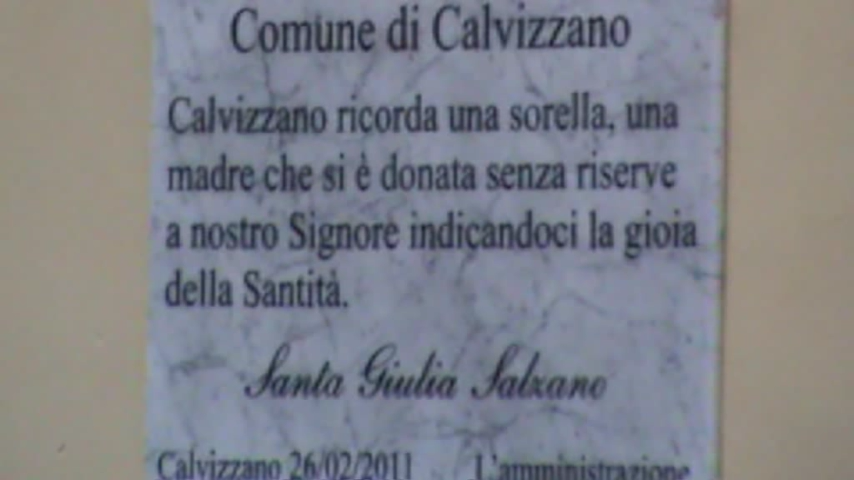 Comune di Calvizzano
Calvizzano ricorda una sorella, una
madre che si è donata senza riserve
a nostro Signore indicandoci la gioia
della Santità.
Santa Giulia Salzano
Calvizzano 26/02/2011 L'amministrazione